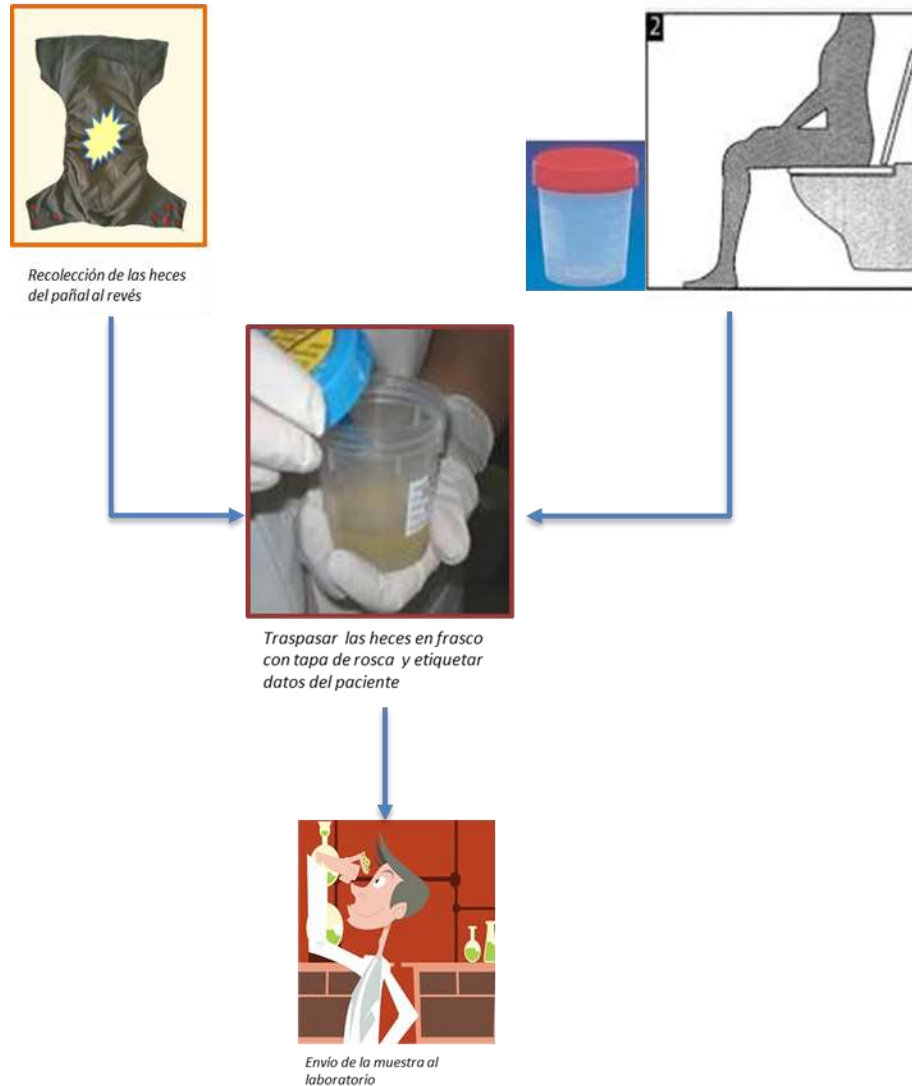 2
Recolección de las heces
del pañal al revés
Traspasar las heces en frasco
con tapa de rosca y etiquetar
datos del paciente
Envío de la muestra al
laboratorio